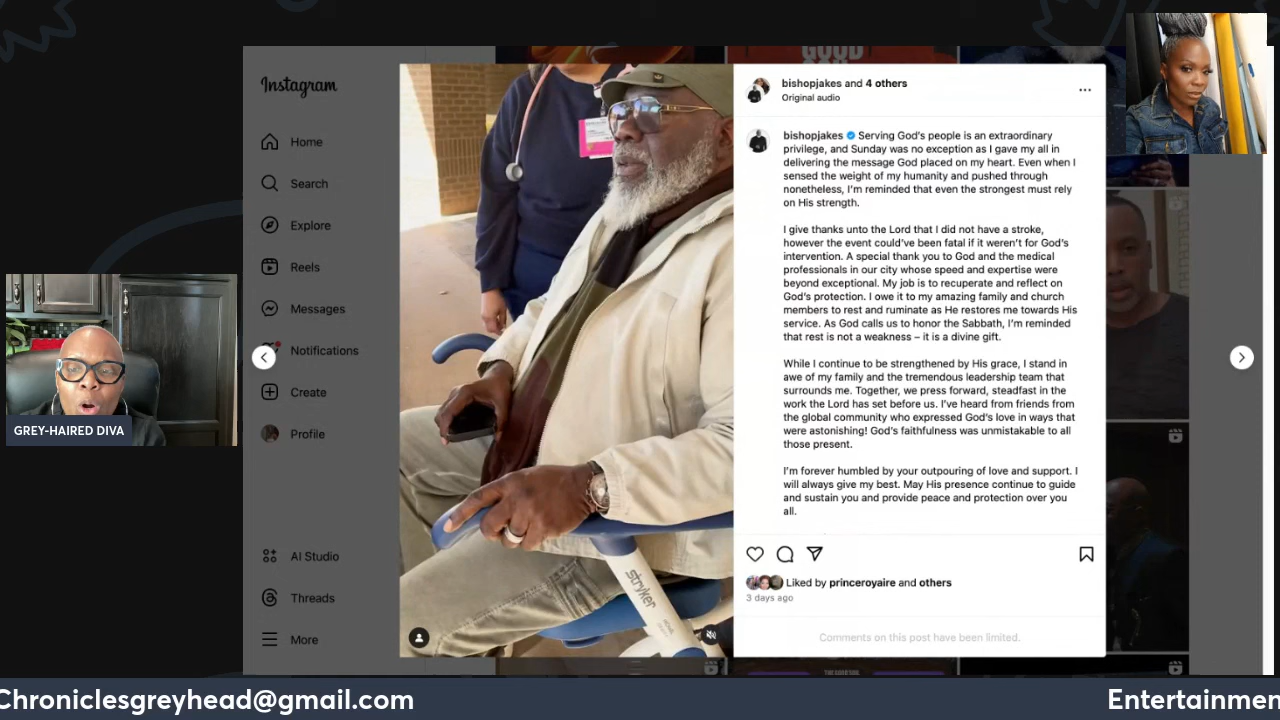 Instagram
Home
Search
Explore
Reels
Messages
Notifications
Create
Profile
AI Studio
Threads
More
bishopjakes and 4 others
Original audio
bishopjakes Serving God's people is an extraordinary
privilege, and Sunday was no exception as I gave my all in
delivering the message God placed on my heart. Even when I
sensed the weight of my humanity and pushed through
nonetheless, I'm reminded that even the strongest must rely
on His strength.
I give thanks unto the Lord that I did not have a stroke,
however the event could've been fatal if it weren't for God's
intervention. A special thank you to God and the medical
professionals in our city whose speed and expertise were
beyond exceptional. My job is to recuperate and reflect on
God's protection. I owe it to my amazing family and church
members to rest and ruminate as He restores me towards His
service. As God calls us to honor the Sabbath, I'm reminded
that rest is not a weakness – it is a divine gift.
While I continue to be strengthened by His grace, I stand in
awe of my family and the tremendous leadership team that
surrounds me. Together, we press forward, steadfast in the
work the Lord has set before us. I've heard from friends from
the global community who expressed God's love in ways that
were astonishing! God's faithfulness was unmistakable to all
those present.
I'm forever humbled by your outpouring of love and support. I
will always give my best. May His presence continue to guide
and sustain you and provide peace and protection over you
all.
Liked by princeroyaire and others
3 days ago
Comments on this post have been limited.
stryker
GREY-HAIRED DIVA
Chroniclesgreyhead@gmail.com
Entertainmen